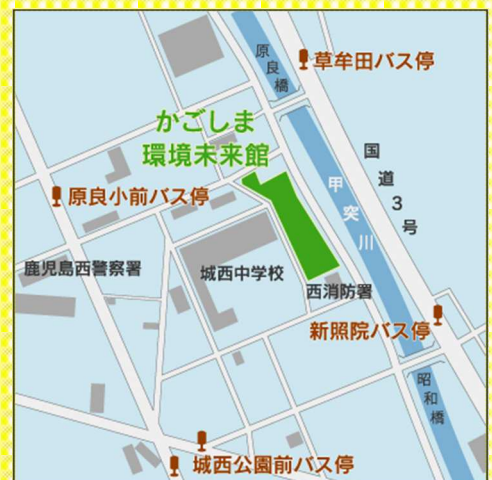 原
良
橋
草牟田バス停
かごしま
環境未来館
国
道
3
号
甲
突
川
原良小前バス停
鹿児島西警察署
城西中学校
西消防署
新照院バス停
昭
和
橋
城西公園前バス停